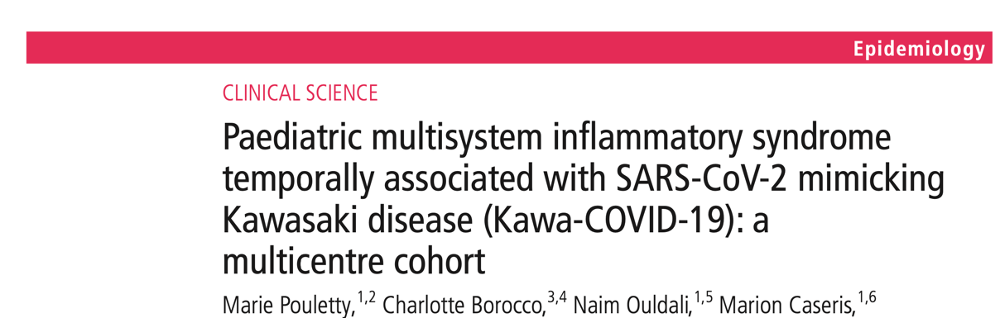 Epidemiology
CLINICAL SCIENCE
Paediatric multisystem inflammatory syndrome
temporally associated with SARS-CoV-2 mimicking
Kawasaki disease (Kawa-COVID-19): a
multicentre cohort
Marie Pouletty,1,2 Charlotte Borocco,3,4 Naim Ouldali,1,5 Marion Caseris,1,6